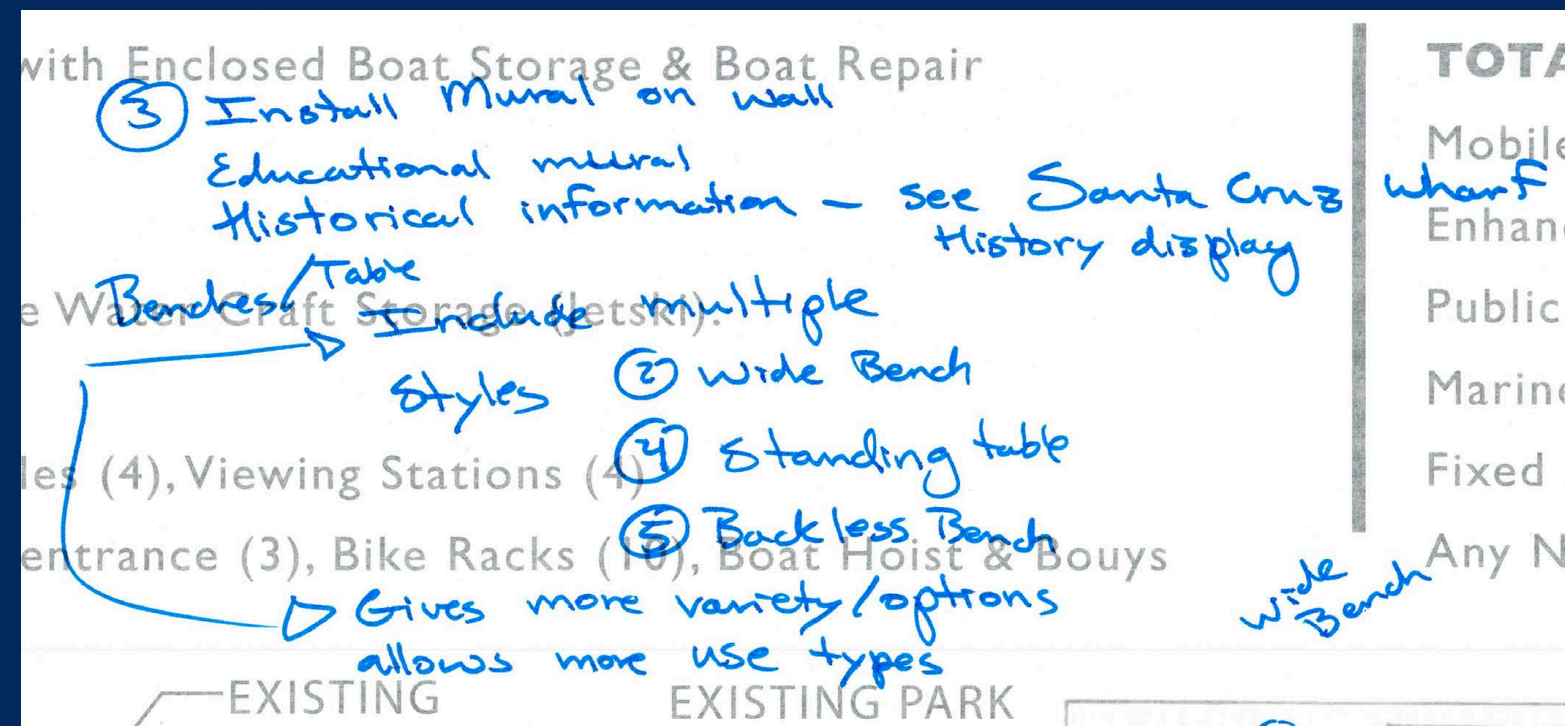 with Enclosed Boat Storage & Boat Repair
TOTA
③ Install Mural on wall
Mobile
Educational mural
Historical information – see Santa Cruz wharf
History display
Enhan
Benches/Table
e Water Craft Storage (Jetski).
Include multiple
Public
Styles ② Wide Bench
Marine
④ Standing table
les (4), Viewing Stations (4)
Fixed
⑤ Backless Bench
entrance (3), Bike Racks (10), Boat Hoist & Bouys
Any N
Wide
Bench
Gives more variety/options
allows more use types
EXISTING
EXISTING PARK